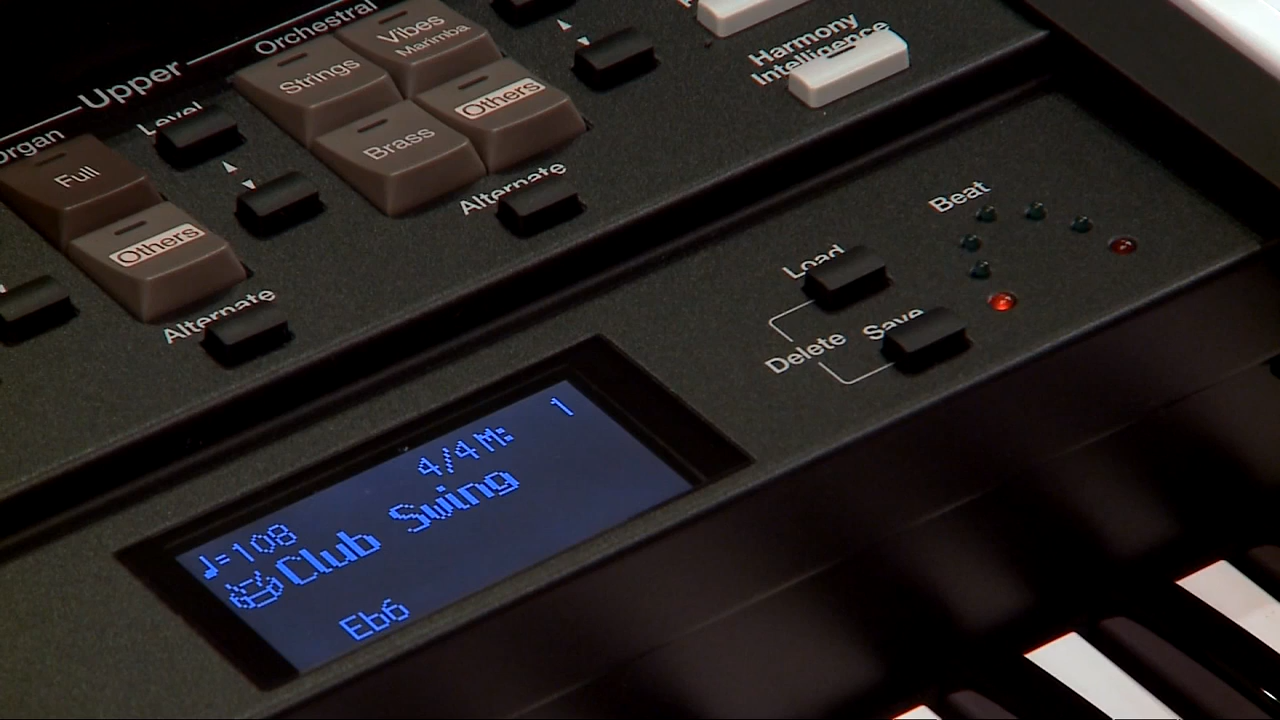 Orchestral
Upper
Organ
Vibes
Marimba
Strings
Others
Brass
Level
Full
Others
Alternate
Alternate
Harmony
Intelligence
Beat
Load
Save
Delete
♩=108 4/4 M: 1
Club Swing
Eb6